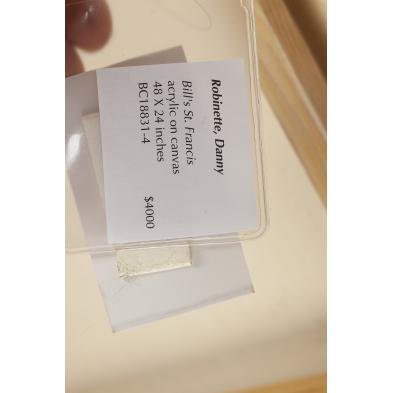 Robinette, Danny
Bill's St. Francis
acrylic on canvas
48 X 24 inches
BC18831-4
$4000